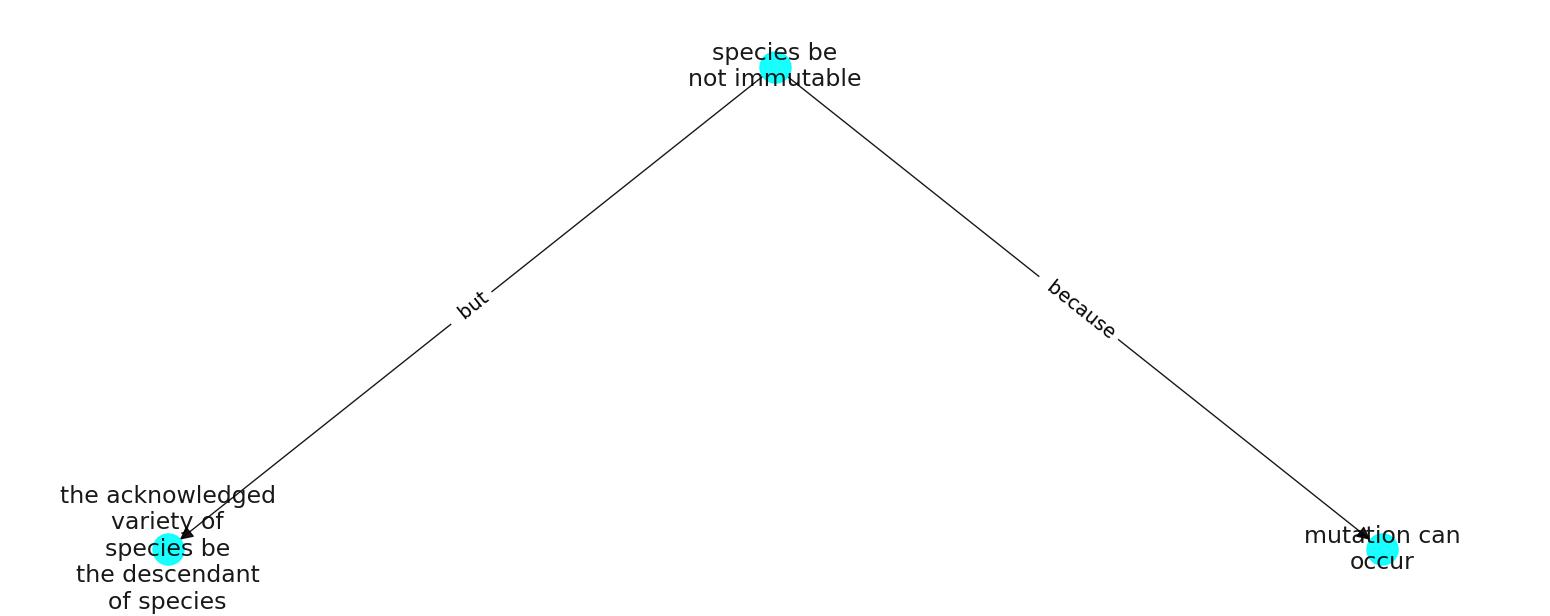 species be
not immutable
but
because
the acknowledged
variety of
species be
the descendant
of species
mutation can
occur